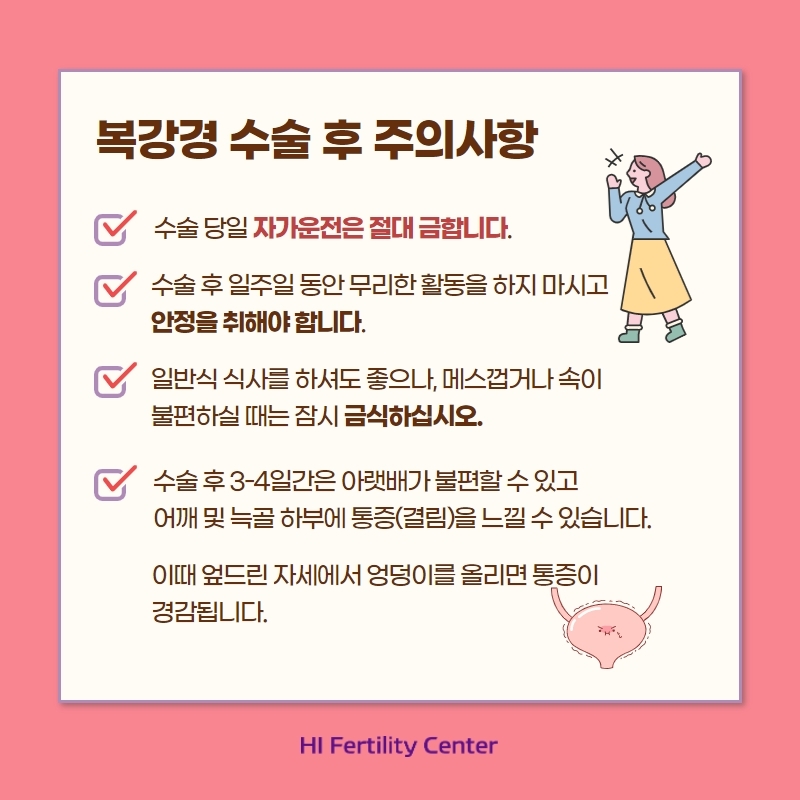 복강경 수술 후 주의사항
수술 당일 자가운전은 절대 금합니다.
수술 후 일주일 동안 무리한 활동을 하지 마시고
안정을 취해야 합니다.
일반식 식사를 하셔도 좋으나, 메스껍거나 속이
불편하실 때는 잠시 금식하십시오.
수술 후 3-4일간은 아랫배가 불편할 수 있고
어깨 및 늑골 하부에 통증(결림)을 느낄 수 있습니다.
이때 엎드린 자세에서 엉덩이를 올리면 통증이
경감됩니다.
HI Fertility Center